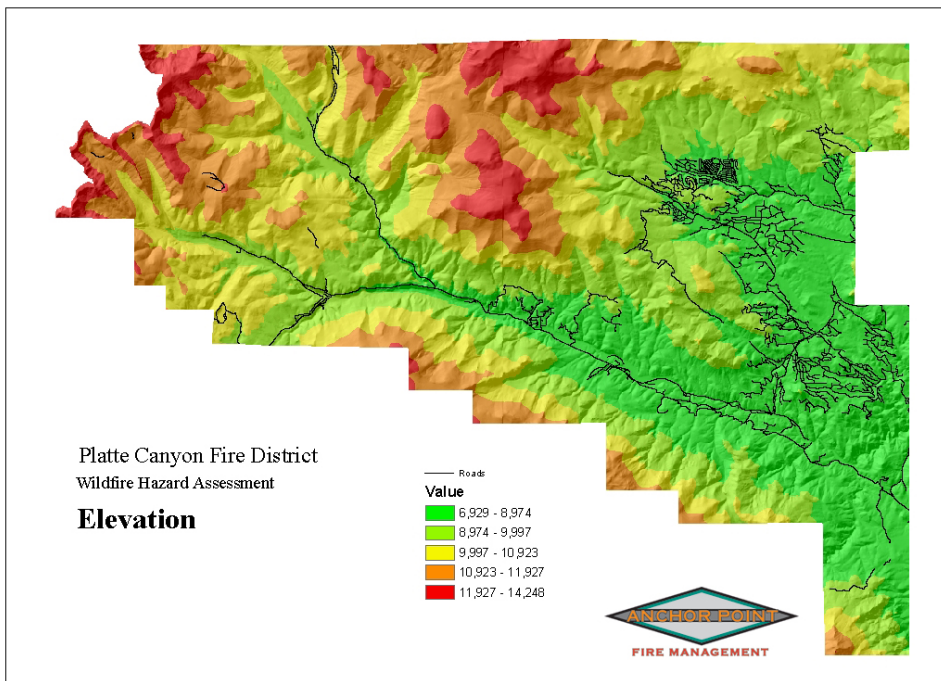 Platte Canyon Fire District
Wildfire Hazard Assessment
Elevation
Roads
Value
6,929 - 8,974
8,974 - 9,997
9,997 - 10,923
10,923 - 11,927
11,927 - 14,248
ANCHOR POINT
FIRE MANAGEMENT